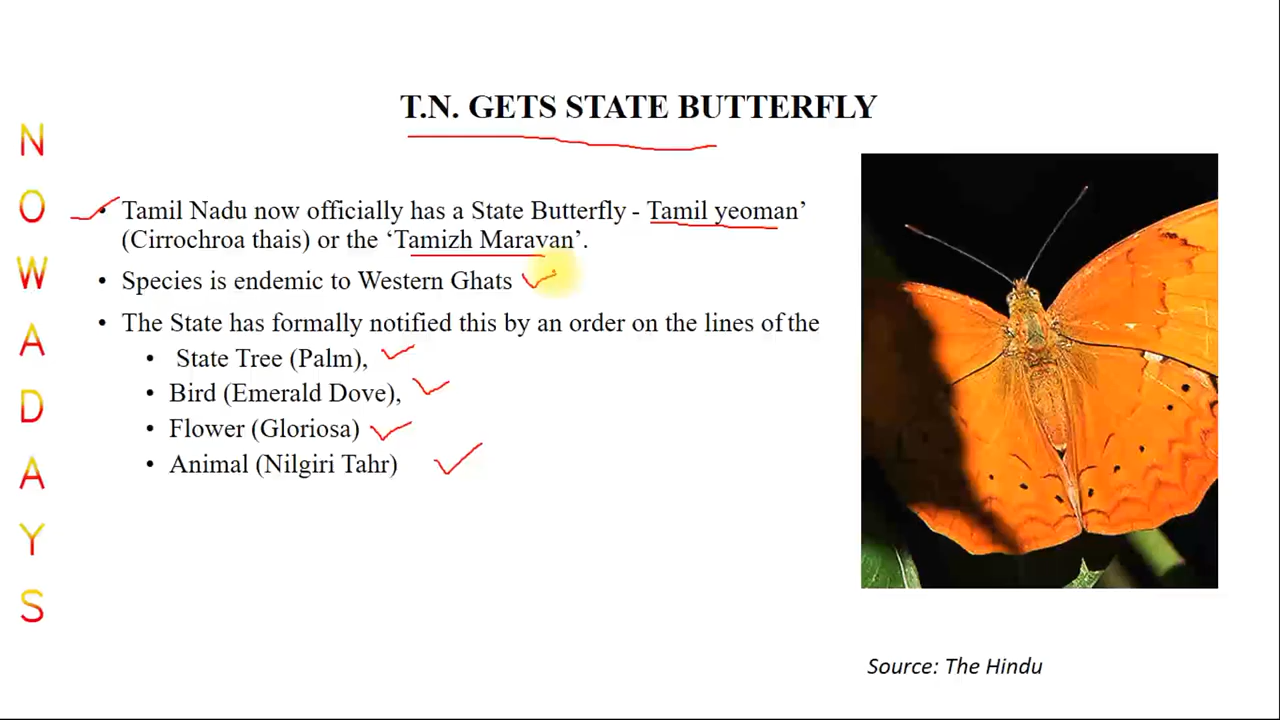 T.N. GETS STATE BUTTERFLY
N
O
W
A
D
A
Y
S
• Tamil Nadu now officially has a State Butterfly - Tamil yeoman’
(Cirrochroa thais) or the ‘Tamizh Maravan’.
• Species is endemic to Western Ghats
• The State has formally notified this by an order on the lines of the
• State Tree (Palm),
• Bird (Emerald Dove),
• Flower (Gloriosa)
• Animal (Nilgiri Tahr)
Source: The Hindu